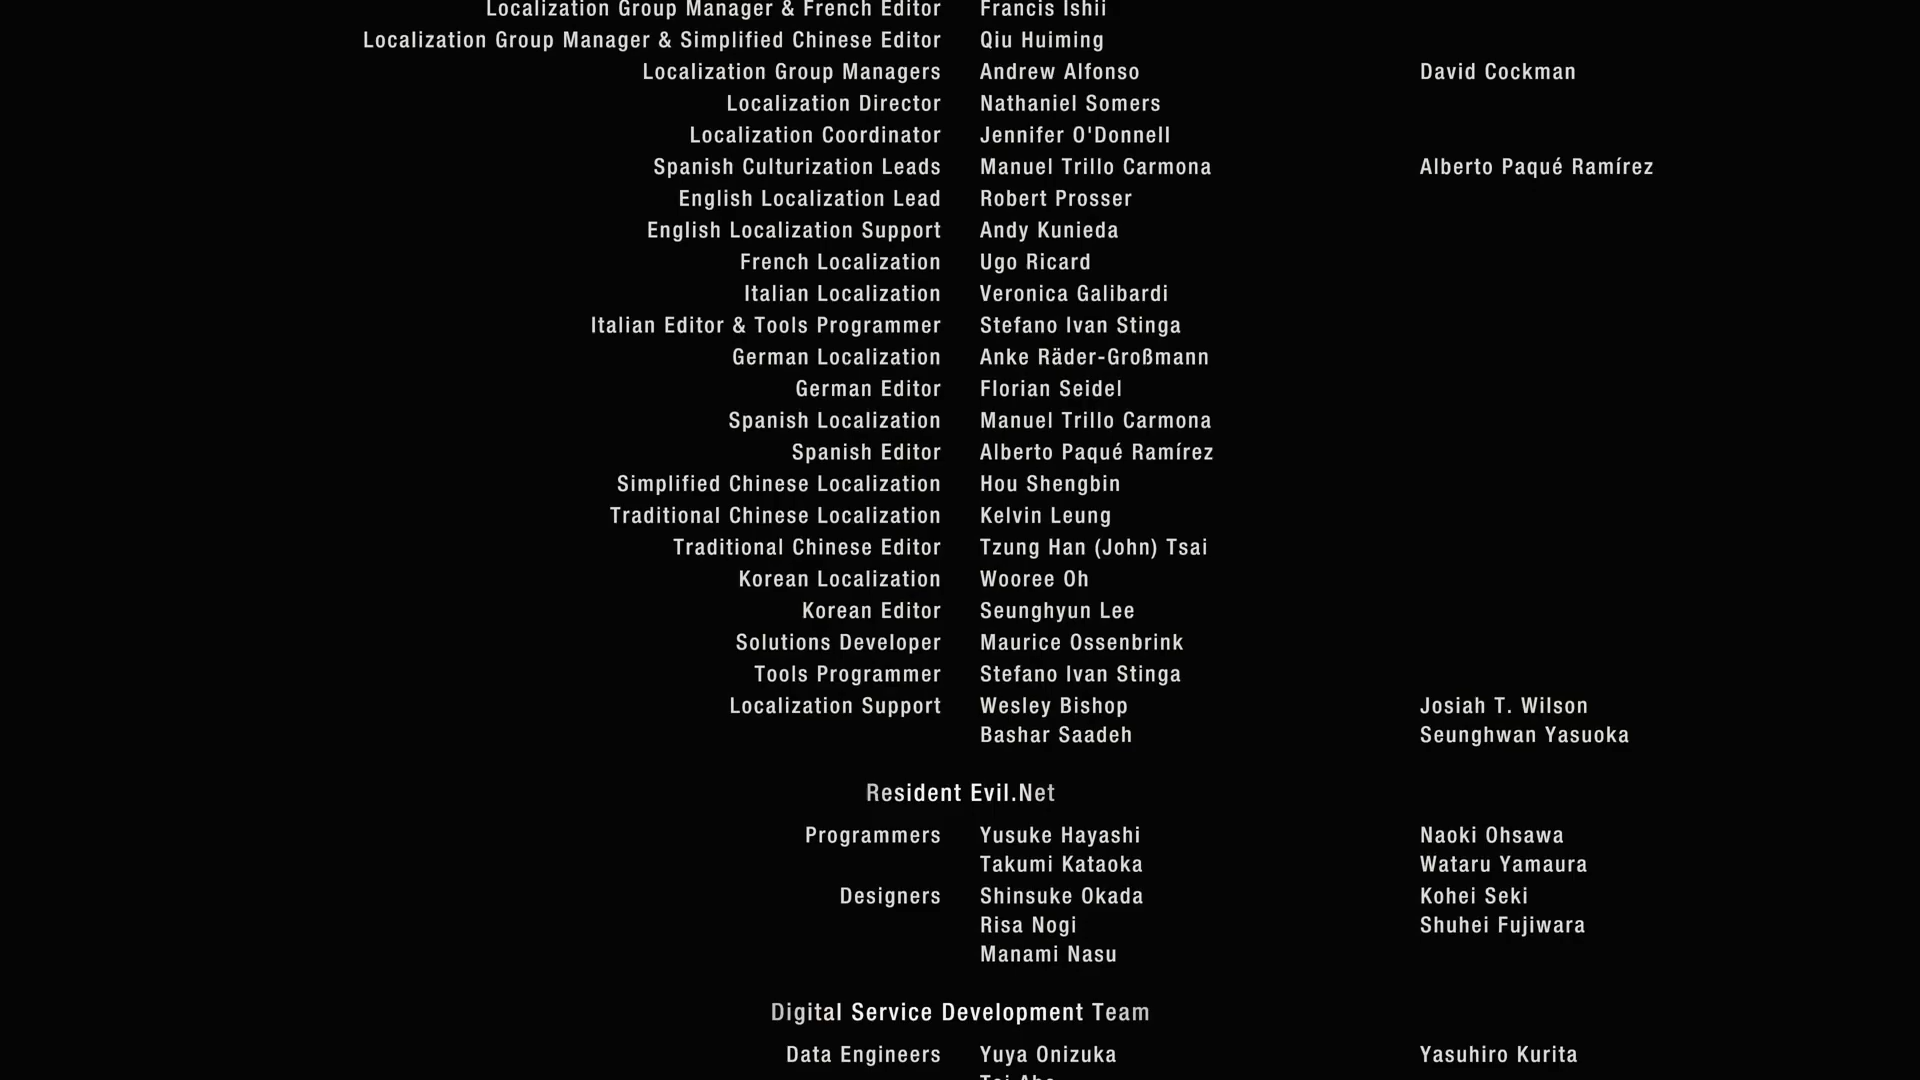 Localization Group Manager & French Editor Francis Ishii
Localization Group Manager & Simplified Chinese Editor Qiu Huiming
Localization Group Managers Andrew Alfonso David Cockman
Localization Director Nathaniel Somers
Localization Coordinator Jennifer O'Donnell
Spanish Culturization Leads Manuel Trillo Carmona Alberto Paqué Ramírez
English Localization Lead Robert Prosser
English Localization Support Andy Kunieda
French Localization Ugo Ricard
Italian Localization Veronica Galibardi
Italian Editor & Tools Programmer Stefano Ivan Stinga
German Localization Anke Räder-Großmann
German Editor Florian Seidel
Spanish Localization Manuel Trillo Carmona
Spanish Editor Alberto Paqué Ramírez
Simplified Chinese Localization Hou Shengbin
Traditional Chinese Localization Kelvin Leung
Traditional Chinese Editor Tzung Han (John) Tsai
Korean Localization Wooree Oh
Korean Editor Seunghyun Lee
Solutions Developer Maurice Ossenbrink
Tools Programmer Stefano Ivan Stinga
Localization Support Wesley Bishop Josiah T. Wilson
Bashar Saadeh Seunghwan Yasuoka
Resident Evil.Net
Programmers Yusuke Hayashi Naoki Ohsawa
Takumi Kataoka Wataru Yamaura
Designers Shinsuke Okada Kohei Seki
Risa Nogi Shuhei Fujiwara
Manami Nasu
Digital Service Development Team
Data Engineers Yuya Onizuka Yasuhiro Kurita